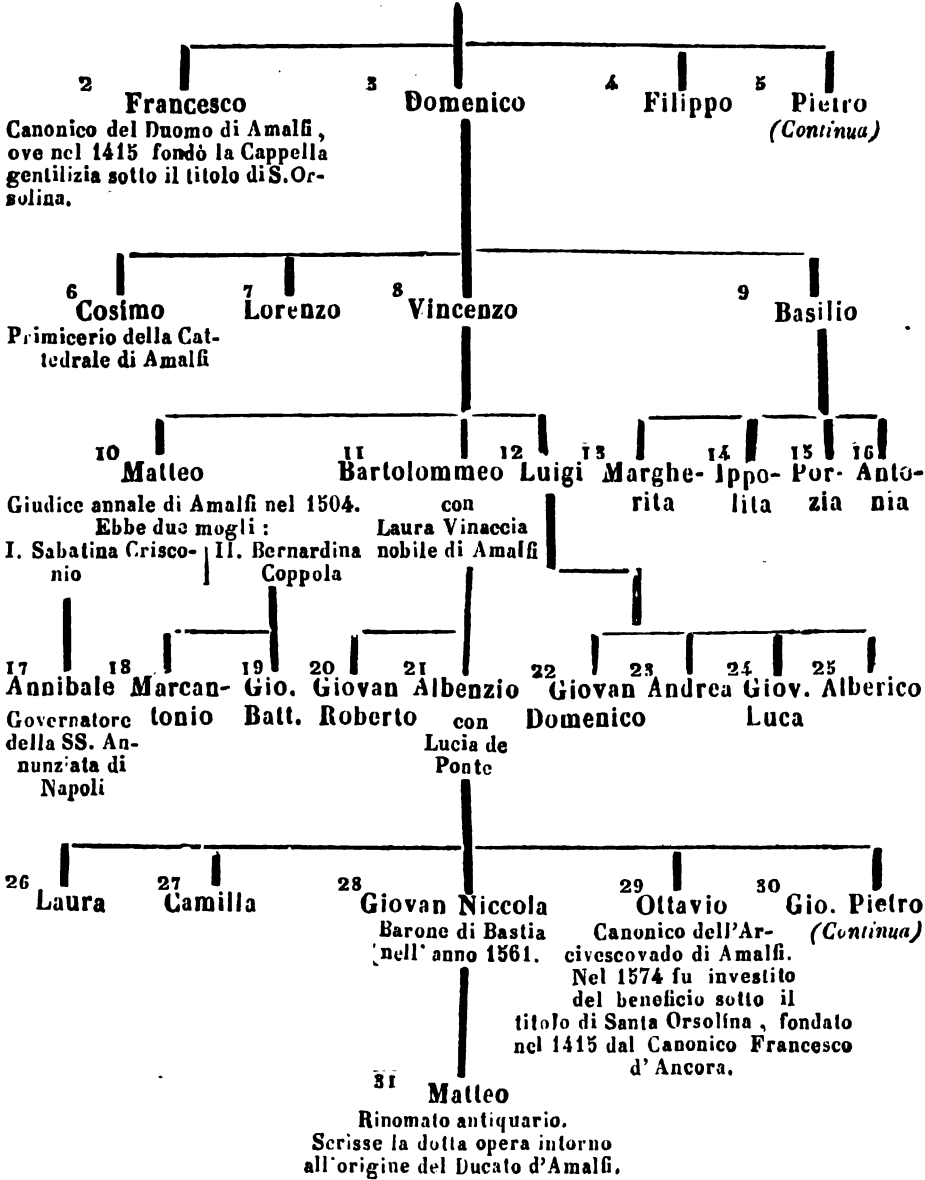 2 Francesco
Canonico del Duomo di Amalfi,
ove nel 1415 fondò la Cappella
gentilizia sotto il titolo di S. Or-
solina.
3 Domenico
4 Filippo
5 Pietro
(Continua)
6 Cosimo
Primicerio della Cat-
tedrale di Amalfi
7 Lorenzo
8 Vincenzo
9 Basilio
10 Matteo
Giudice annale di Amalfi nel 1504.
Ebbe due mogli:
I. Sabatina Crisco-
nio
II. Bernardina
Coppola
11 Bartolommeo
con
Laura Vinaccia
nobile di Amalfi
12 Luigi
13 Marghe-
rita
14 Ippo-
lita
15 Por-
zia
16 Anto-
nia
17 Annibale
Governatore
della SS. An-
nunziata di
Napoli
18 Marcan-
tonio
19 Gio.
Batt.
20 Giovan
Roberto
21 Albenzio
con
Lucia de
Ponte
22 Giovan
Domenico
23 Andrea
24 Giov.
Luca
25 Alberico
26 Laura
27 Camilla
28 Giovan Niccola
Barone di Bastia
nell'anno 1561.
29 Ottavio
Canonico dell'Ar-
civescovado di Amalfi.
Nel 1574 fu investito
del beneficio sotto il
titolo di Santa Orsolina, fondato
nel 1415 dal Canonico Francesco
d'Ancora.
30 Gio. Pietro
(Continua)
31 Matteo
Rinomato antiquario.
Scrisse la dotta opera intorno
all'origine del Ducato d'Amalfi.